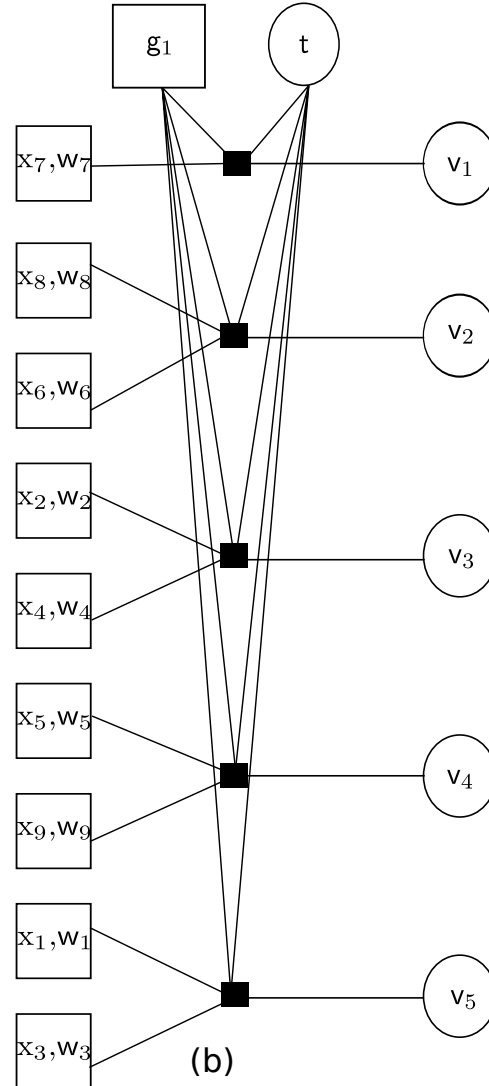 g₁ t
x₇,w₇ v₁
x₈,w₈
v₂
x₆,w₆
x₂,w₂
v₃
x₄,w₄
x₅,w₅
v₄
x₉,w₉
x₁,w₁
v₅
x₃,w₃
(b)